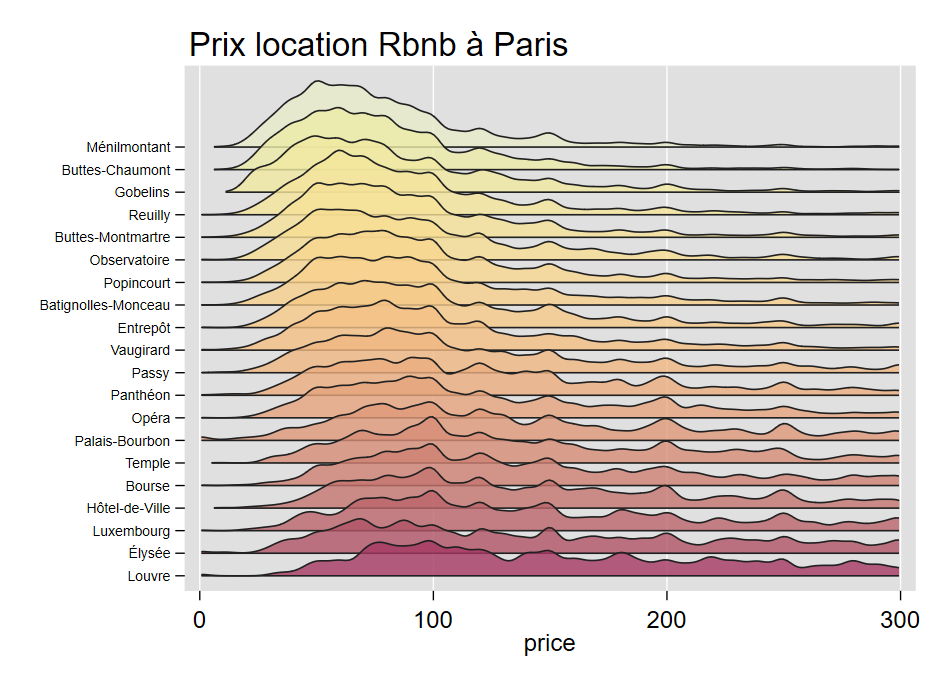 Prix location Rbnb à Paris
Ménilmontant
Buttes-Chaumont
Gobelins
Reuilly
Buttes-Montmartre
Observatoire
Popincourt
Batignolles-Monceau
Entrepôt
Vaugirard
Passy
Panthéon
Opéra
Palais-Bourbon
Temple
Bourse
Hôtel-de-Ville
Luxembourg
Élysée
Louvre
0 100 200 300
price